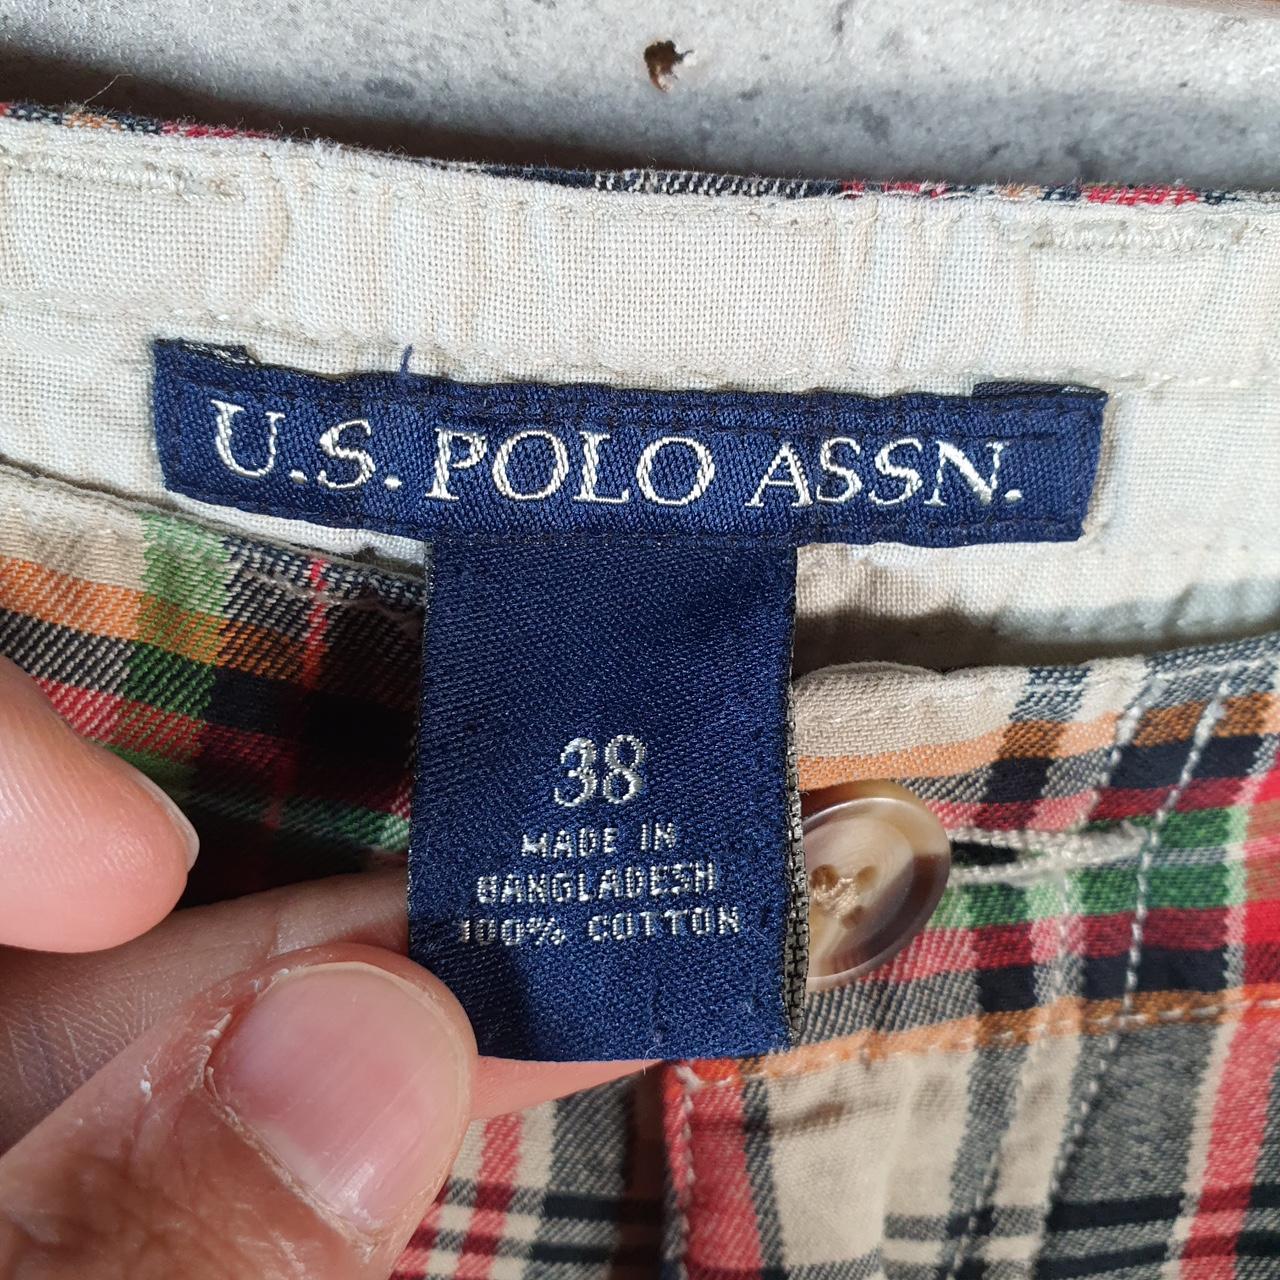 U.S. POLO ASSN.
38
MADE IN
BANGLADESH
100% COTTON